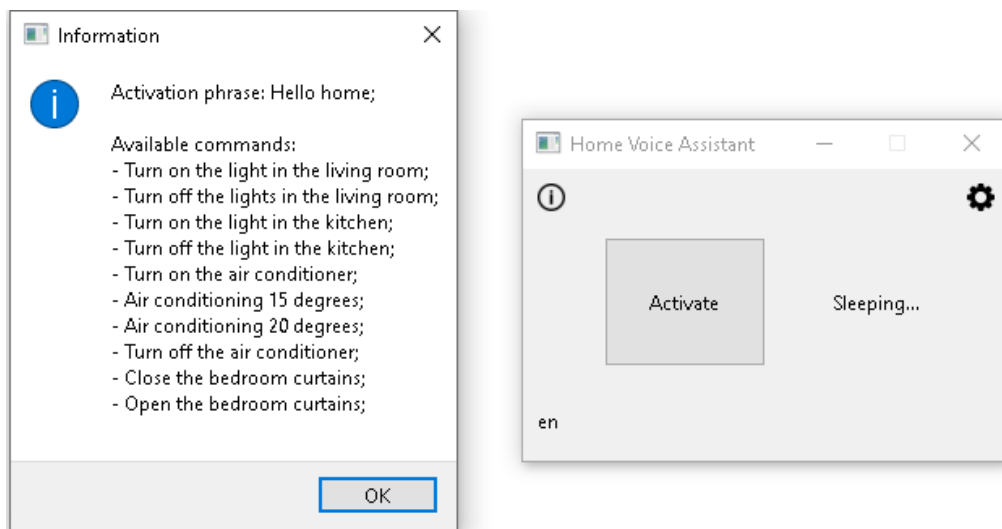 Information
Activation phrase: Hello home;
Available commands:
- Turn on the light in the living room;
- Turn off the lights in the living room;
- Turn on the light in the kitchen;
- Turn off the light in the kitchen;
- Turn on the air conditioner;
- Air conditioning 15 degrees;
- Air conditioning 20 degrees;
- Turn off the air conditioner;
- Close the bedroom curtains;
- Open the bedroom curtains;
OK
Home Voice Assistant
Activate
Sleeping...
en